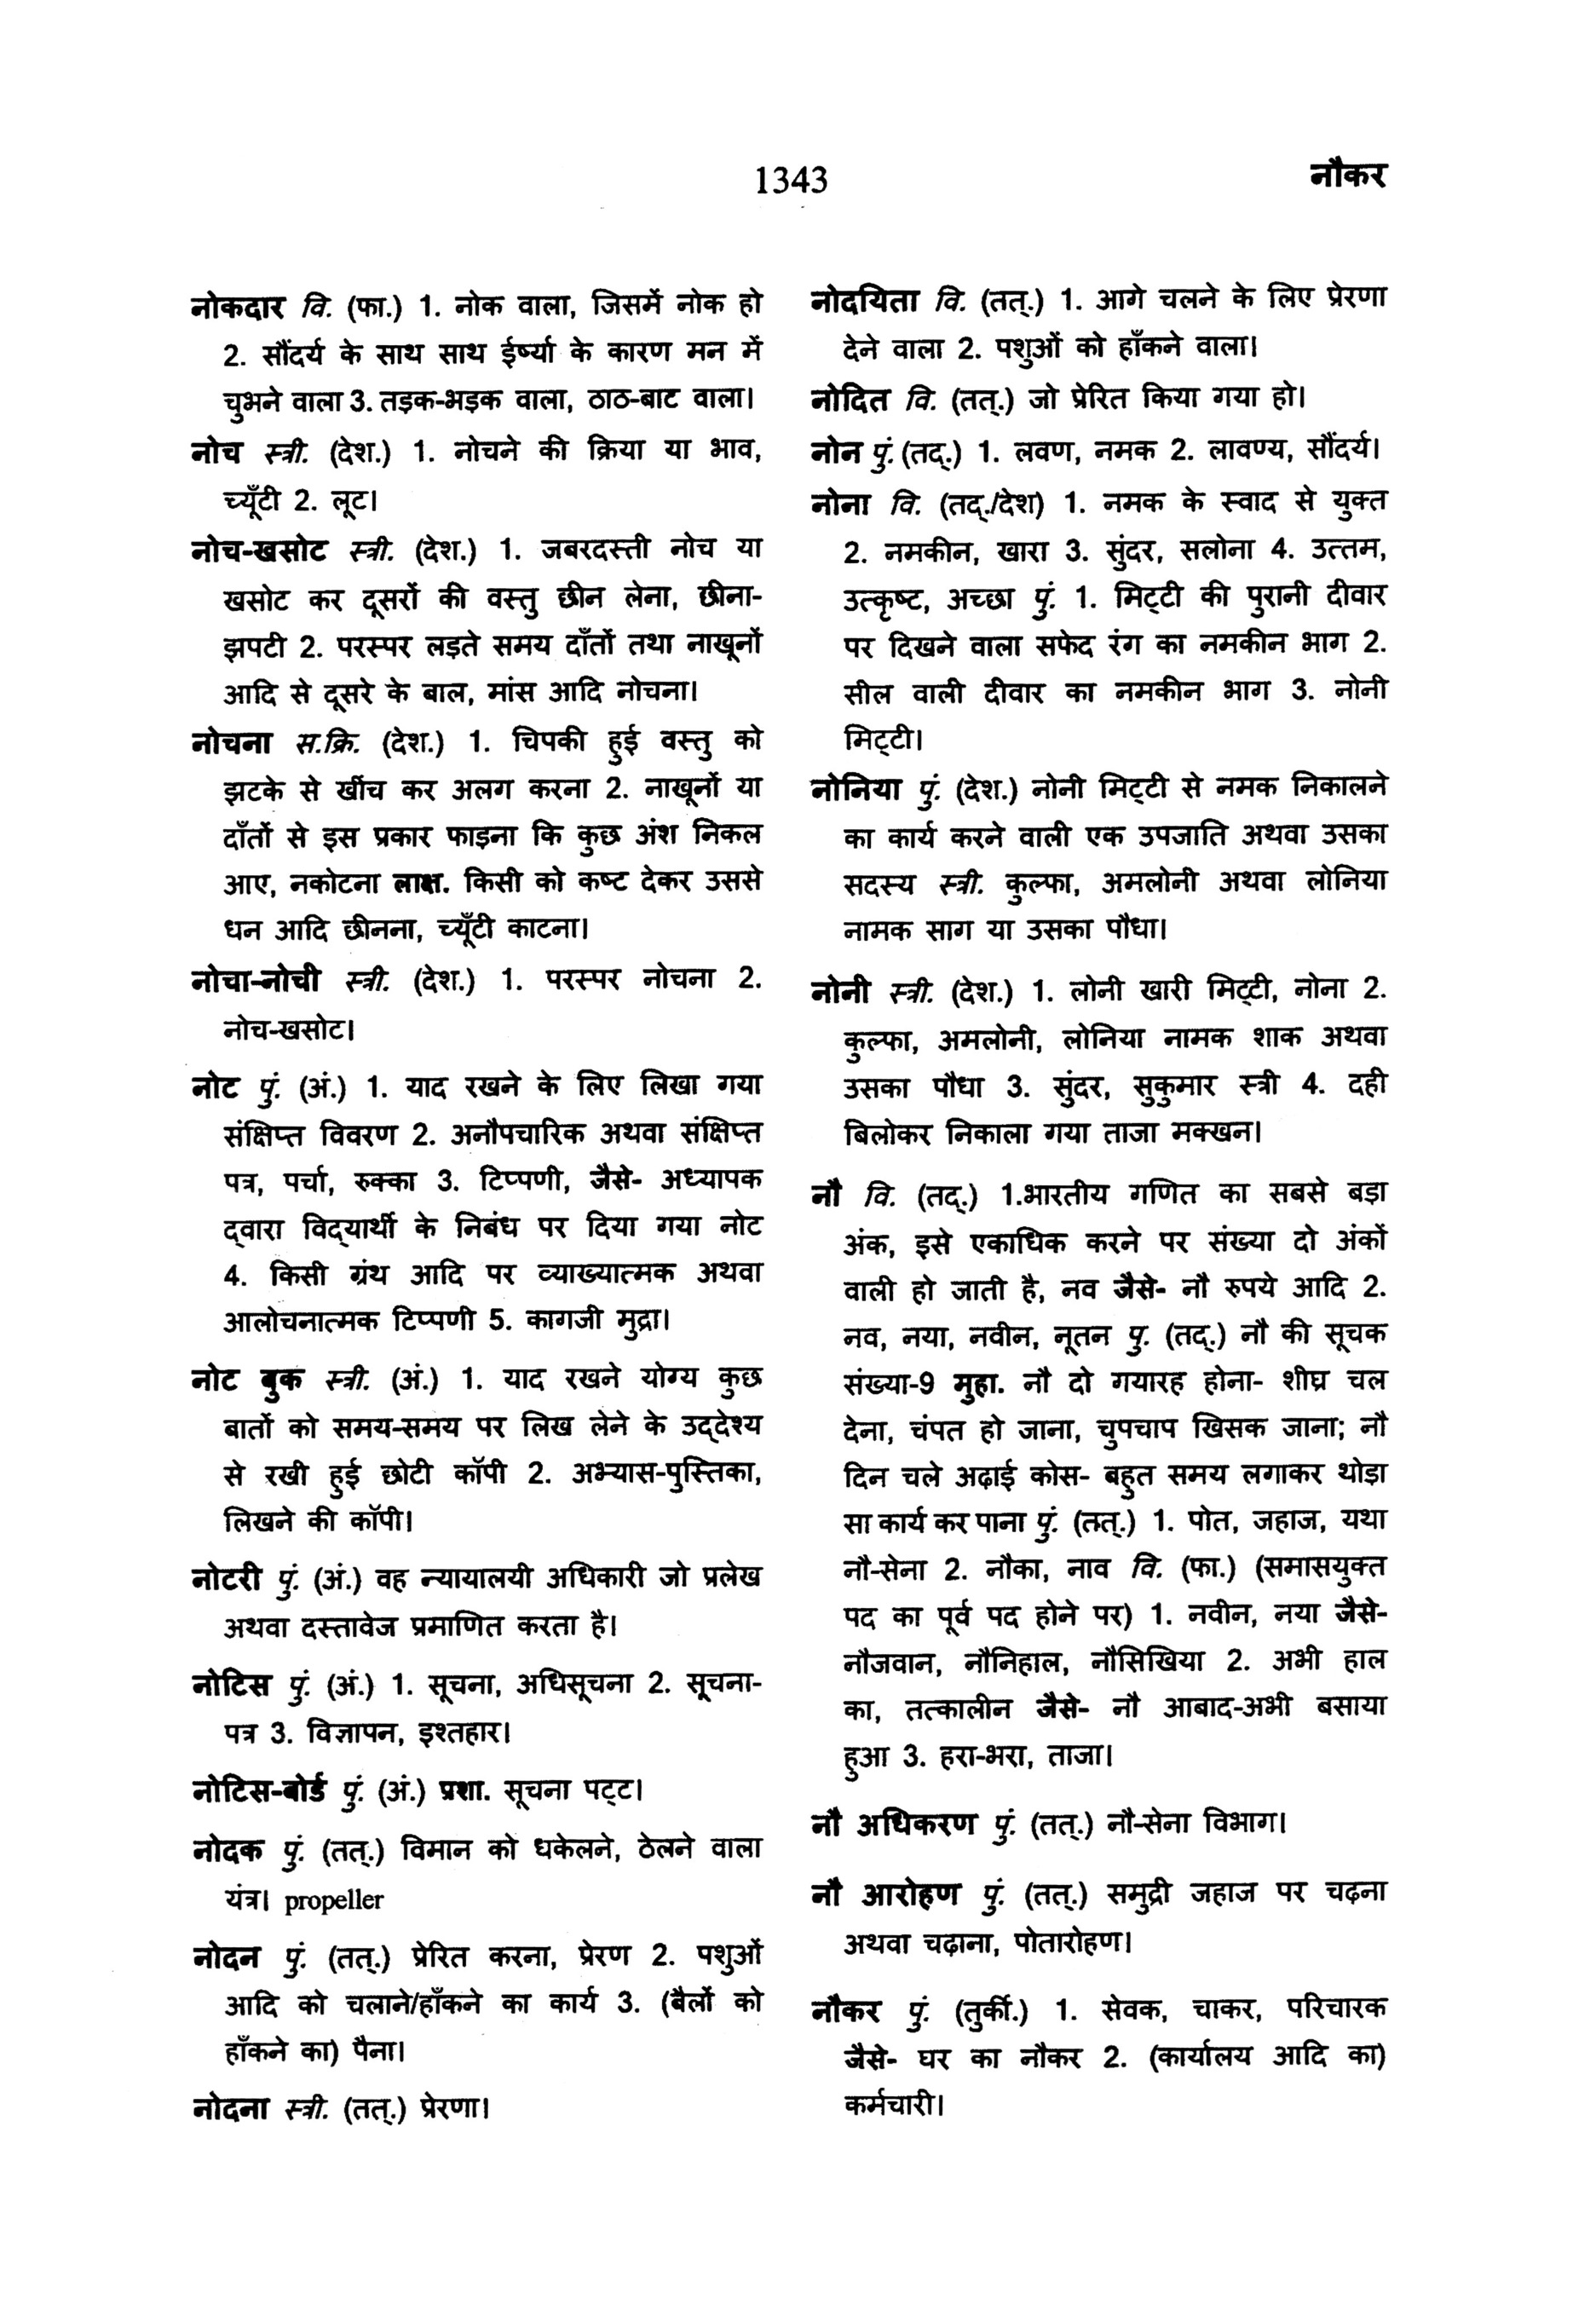 1343
नौकर
नोकदार वि. (फा.) 1. नोक वाला, जिसमें नोक हो
2. सौंदर्य के साथ साथ ईर्ष्या के कारण मन में
चुभने वाला 3. तड़क-भड़क वाला, ठाठ-बाट वाला।
नोच स्त्री. (देश.) 1. नोचने की क्रिया या भाव,
च्यूँटी 2. लूट।
नोच-खसोट स्त्री. (देश.) 1. जबरदस्ती नोच या
खसोट कर दूसरों की वस्तु छीन लेना, छीना-
झपटी 2. परस्पर लड़ते समय दाँतों तथा नाखूनों
आदि से दूसरे के बाल, मांस आदि नोचना।
नोचना स.क्रि. (देश.) 1. चिपकी हुई वस्तु को
झटके से खींच कर अलग करना 2. नाखूनों या
दाँतों से इस प्रकार फाड़ना कि कुछ अंश निकल
आए, नकोटना लाक्ष. किसी को कष्ट देकर उससे
धन आदि छीनना, च्यूँटी काटना।
नोचा-नोची स्त्री. (देश.) 1. परस्पर नोचना 2.
नोच-खसोट।
नोट पुं. (अं.) 1. याद रखने के लिए लिखा गया
संक्षिप्त विवरण 2. अनौपचारिक अथवा संक्षिप्त
पत्र, पर्चा, रुक्का 3. टिप्पणी, जैसे- अध्यापक
द्वारा विद्यार्थी के निबंध पर दिया गया नोट
4. किसी ग्रंथ आदि पर व्याख्यात्मक अथवा
आलोचनात्मक टिप्पणी 5. कागजी मुद्रा।
नोट बुक स्त्री. (अं.) 1. याद रखने योग्य कुछ
बातों को समय-समय पर लिख लेने के उद्देश्य
से रखी हुई छोटी कॉपी 2. अभ्यास-पुस्तिका,
लिखने की कॉपी।
नोटरी पुं. (अं.) वह न्यायालयी अधिकारी जो प्रलेख
अथवा दस्तावेज प्रमाणित करता है।
नोटिस पुं. (अं.) 1. सूचना, अधिसूचना 2. सूचना-
पत्र 3. विज्ञापन, इश्तहार।
नोटिस-बोर्ड पुं. (अं.) प्रशा. सूचना पट्ट।
नोदक पुं. (तत्.) विमान को धकेलने, ठेलने वाला
यंत्र। propeller
नोदन पुं. (तत्.) प्रेरित करना, प्रेरण 2. पशुओं
आदि को चलाने/हाँकने का कार्य 3. (बैलों को
हाँकने का) पैना।
नोदना स्त्री. (तत्.) प्रेरणा।
नोदयिता वि. (तत्.) 1. आगे चलने के लिए प्रेरणा
देने वाला 2. पशुओं को हाँकने वाला।
नोदित वि. (तत्.) जो प्रेरित किया गया हो।
नोन पुं. (तद्.) 1. लवण, नमक 2. लावण्य, सौंदर्य।
नोना वि. (तद्./देश) 1. नमक के स्वाद से युक्त
2. नमकीन, खारा 3. सुंदर, सलोना 4. उत्तम,
उत्कृष्ट, अच्छा पुं. 1. मिट्टी की पुरानी दीवार
पर दिखने वाला सफेद रंग का नमकीन भाग 2.
सील वाली दीवार का नमकीन भाग 3. नोनी
मिट्टी।
नोनिया पुं. (देश.) नोनी मिट्टी से नमक निकालने
का कार्य करने वाली एक उपजाति अथवा उसका
सदस्य स्त्री. कुल्फा, अमलोनी अथवा लोनिया
नामक साग या उसका पौधा।
नोनी स्त्री. (देश.) 1. लोनी खारी मिट्टी, नोना 2.
कुल्फा, अमलोनी, लोनिया नामक शाक अथवा
उसका पौधा 3. सुंदर, सुकुमार स्त्री 4. दही
बिलोकर निकाला गया ताजा मक्खन।
नौ वि. (तद्.) 1.भारतीय गणित का सबसे बड़ा
अंक, इसे एकाधिक करने पर संख्या दो अंकों
वाली हो जाती है, नव जैसे- नौ रुपये आदि 2.
नव, नया, नवीन, नूतन पु. (तद्.) नौ की सूचक
संख्या-9 मुहा. नौ दो गयारह होना- शीघ्र चल
देना, चंपत हो जाना, चुपचाप खिसक जाना; नौ
दिन चले अढ़ाई कोस- बहुत समय लगाकर थोड़ा
सा कार्य कर पाना पुं. (तत्.) 1. पोत, जहाज, यथा
नौ-सेना 2. नौका, नाव वि. (फा.) (समासयुक्त
पद का पूर्व पद होने पर) 1. नवीन, नया जैसे-
नौजवान, नौनिहाल, नौसिखिया 2. अभी हाल
का, तत्कालीन जैसे- नौ आबाद-अभी बसाया
हुआ 3. हरा-भरा, ताजा।
नौ अधिकरण पुं. (तत्.) नौ-सेना विभाग।
नौ आरोहण पुं. (तत्.) समुद्री जहाज पर चढ़ना
अथवा चढ़ाना, पोतारोहण।
नौकर पुं. (तुर्की.) 1. सेवक, चाकर, परिचारक
जैसे- घर का नौकर 2. (कार्यालय आदि का)
कर्मचारी।